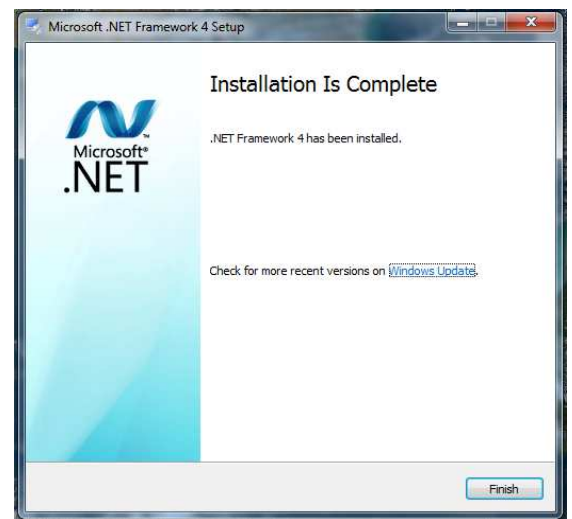 Microsoft .NET Framework 4 Setup
Installation Is Complete
.NET Framework 4 has been installed.
Microsoft®
.NET™
Check for more recent versions on Windows Update.
Finish